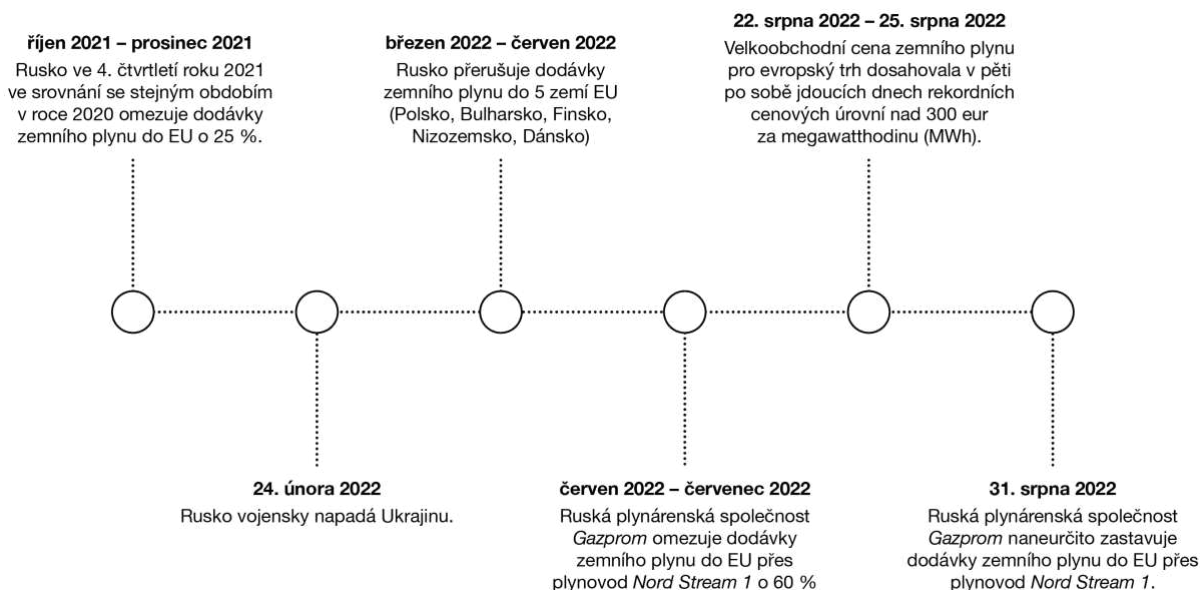 říjen 2021 – prosinec 2021
Rusko ve 4. čtvrtletí roku 2021
ve srovnání se stejným obdobím
v roce 2020 omezuje dodávky
zemního plynu do EU o 25 %.
24. února 2022
Rusko vojensky napadá Ukrajinu.
březen 2022 – červen 2022
Rusko přerušuje dodávky
zemního plynu do 5 zemí EU
(Polsko, Bulharsko, Finsko,
Nizozemsko, Dánsko)
červen 2022 – červenec 2022
Ruská plynárenská společnost
Gazprom omezuje dodávky
zemního plynu do EU přes
plynovod Nord Stream 1 o 60 %
22. srpna 2022 – 25. srpna 2022
Velkoobchodní cena zemního plynu
pro evropský trh dosahovala v pěti
po sobě jdoucích dnech rekordních
cenových úrovní nad 300 eur
za megawatthodinu (MWh).
31. srpna 2022
Ruská plynárenská společnost
Gazprom naneurčito zastavuje
dodávky zemního plynu do EU přes
plynovod Nord Stream 1.